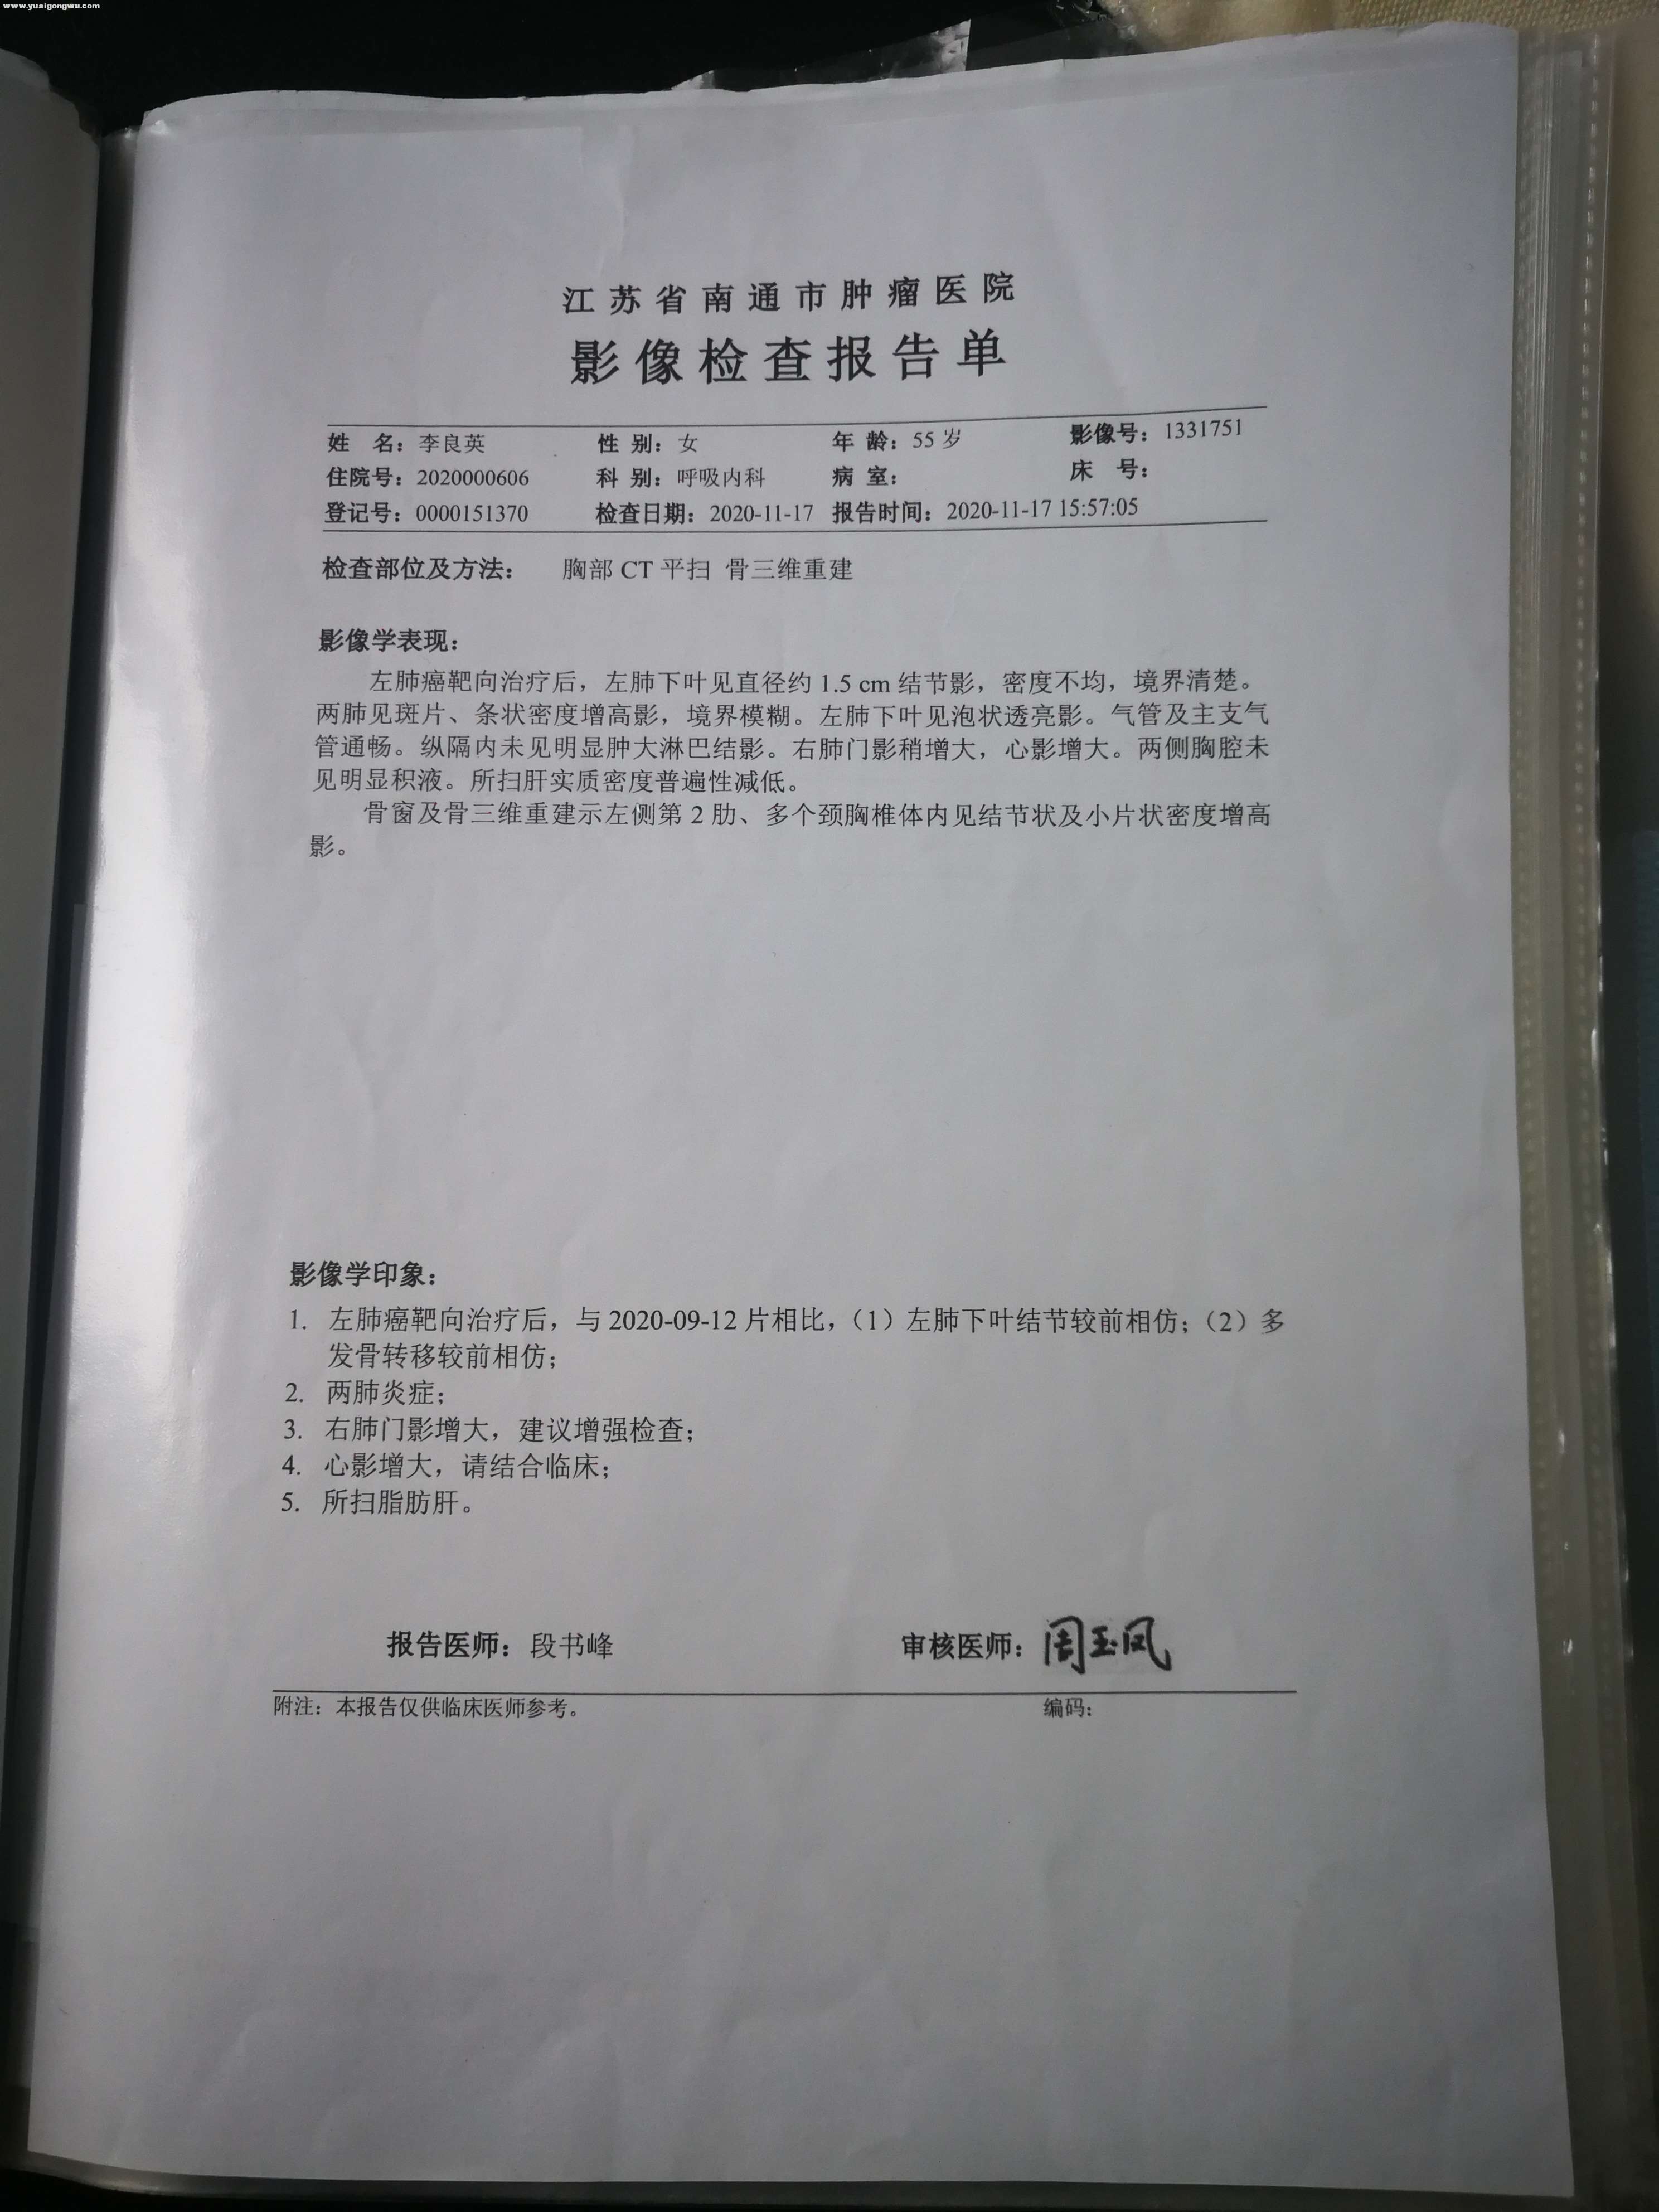 www.yuaigongwu.com
江苏省南通市肿瘤医院
影像检查报告单
姓 名：李良英 性 别：女 年 龄：55岁 影像号：1331751
住院号：2020000606 科 别：呼吸内科 病 室： 床 号：
登记号：0000151370 检查日期：2020-11-17 报告时间：2020-11-17 15:57:05
检查部位及方法： 胸部 CT 平扫 骨三维重建
影像学表现：
左肺癌靶向治疗后，左肺下叶见直径约 1.5 cm 结节影，密度不均，境界清楚。
两肺见斑片、条状密度增高影，境界模糊。左肺下叶见泡状透亮影。气管及主支气
管通畅。纵隔内未见明显肿大淋巴结影。右肺门影稍增大，心影增大。两侧胸腔未
见明显积液。所扫肝实质密度普遍性减低。
骨窗及骨三维重建示左侧第 2 肋、多个颈胸椎体内见结节状及小片状密度增高
影。
影像学印象：
1. 左肺癌靶向治疗后，与 2020-09-12 片相比，（1）左肺下叶结节较前相仿；（2）多
发骨转移较前相仿；
2. 两肺炎症；
3. 右肺门影增大，建议增强检查；
4. 心影增大，请结合临床；
5. 所扫脂肪肝。
报告医师：段书峰 审核医师：周玉凤
附注：本报告仅供临床医师参考。 编码：